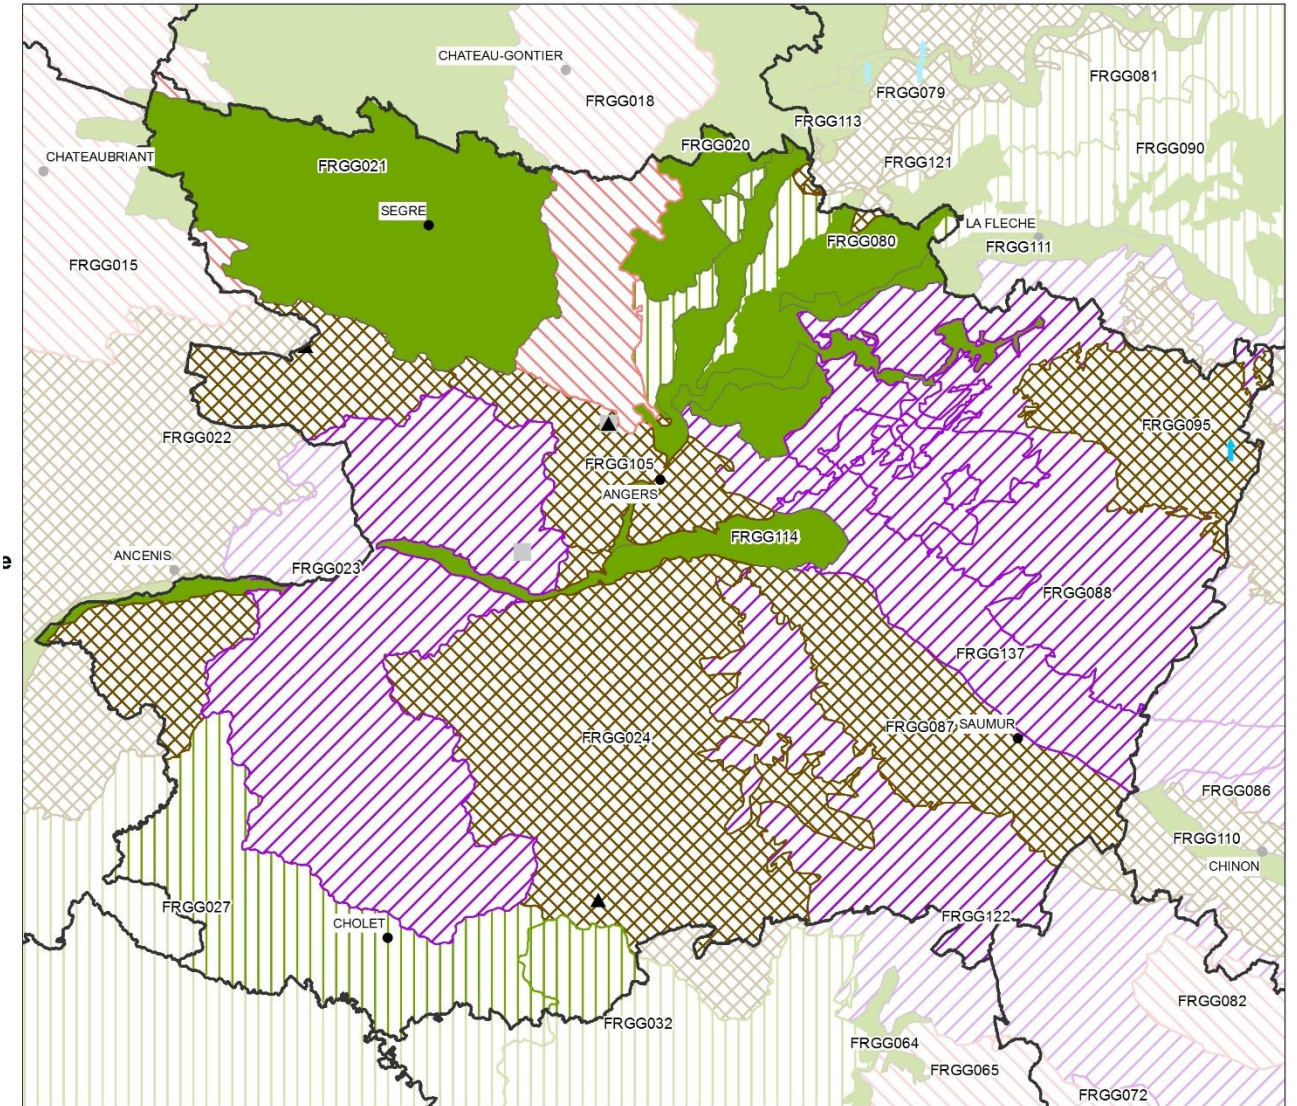 CHATEAU-GONTIER
FRGG018
FRGG079
FRGG081
FRGG113
FRGG020
FRGG121
FRGG090
CHATEAUBRIANT
FRGG021
SEGRE
LA FLECHE
FRGG080
FRGG111
FRGG015
FRGG022
FRGG095
FRGG105
ANGERS
FRGG114
ANCENIS
FRGG023
e
FRGG088
FRGG137
FRGG024
FRGG087
SAUMUR
FRGG086
FRGG110
CHINON
FRGG027
CHOLET
FRGG122
FRGG082
FRGG032
FRGG064
FRGG065
FRGG072